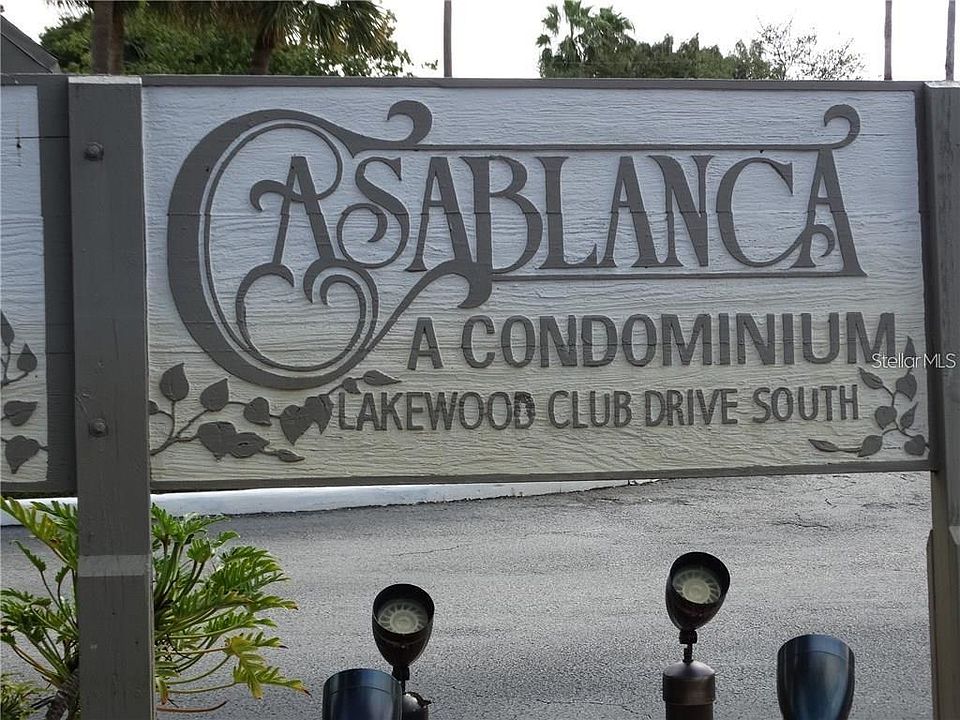 CASABLANCA
A CONDOMINIUM
StellarMLS
LAKEWOOD CLUB DRIVE SOUTH